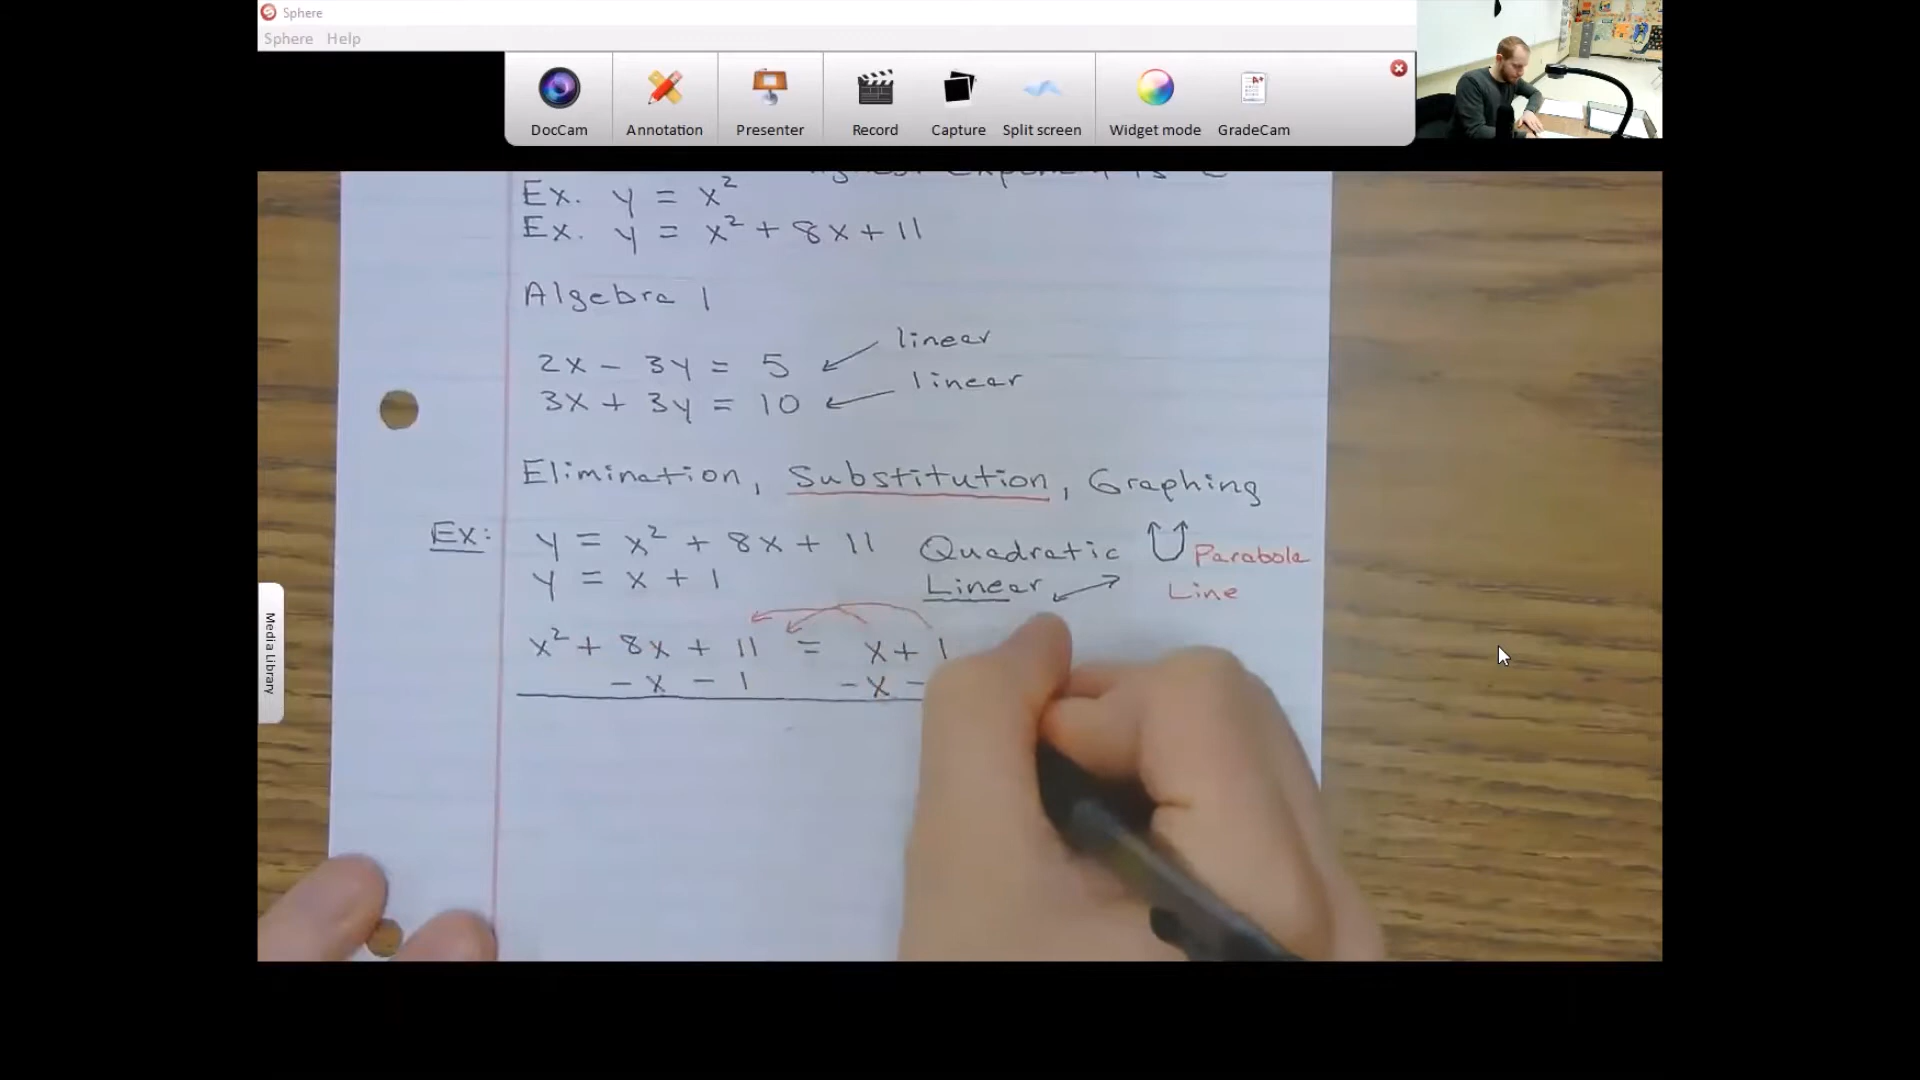 Sphere
Sphere Help
DocCam Annotation Presenter Record Capture Split screen Widget mode GradeCam
Ex. y = x²
Ex. y = x² + 8x + 11
Algebra 1
2x - 3y = 5 linear
3x + 3y = 10 linear
Elimination, Substitution, Graphing
Ex: y = x² + 8x + 11 Quadratic Parabola
y = x + 1 Linear Line
x² + 8x + 11 = x + 1
- x - 1 - x -
Media Library